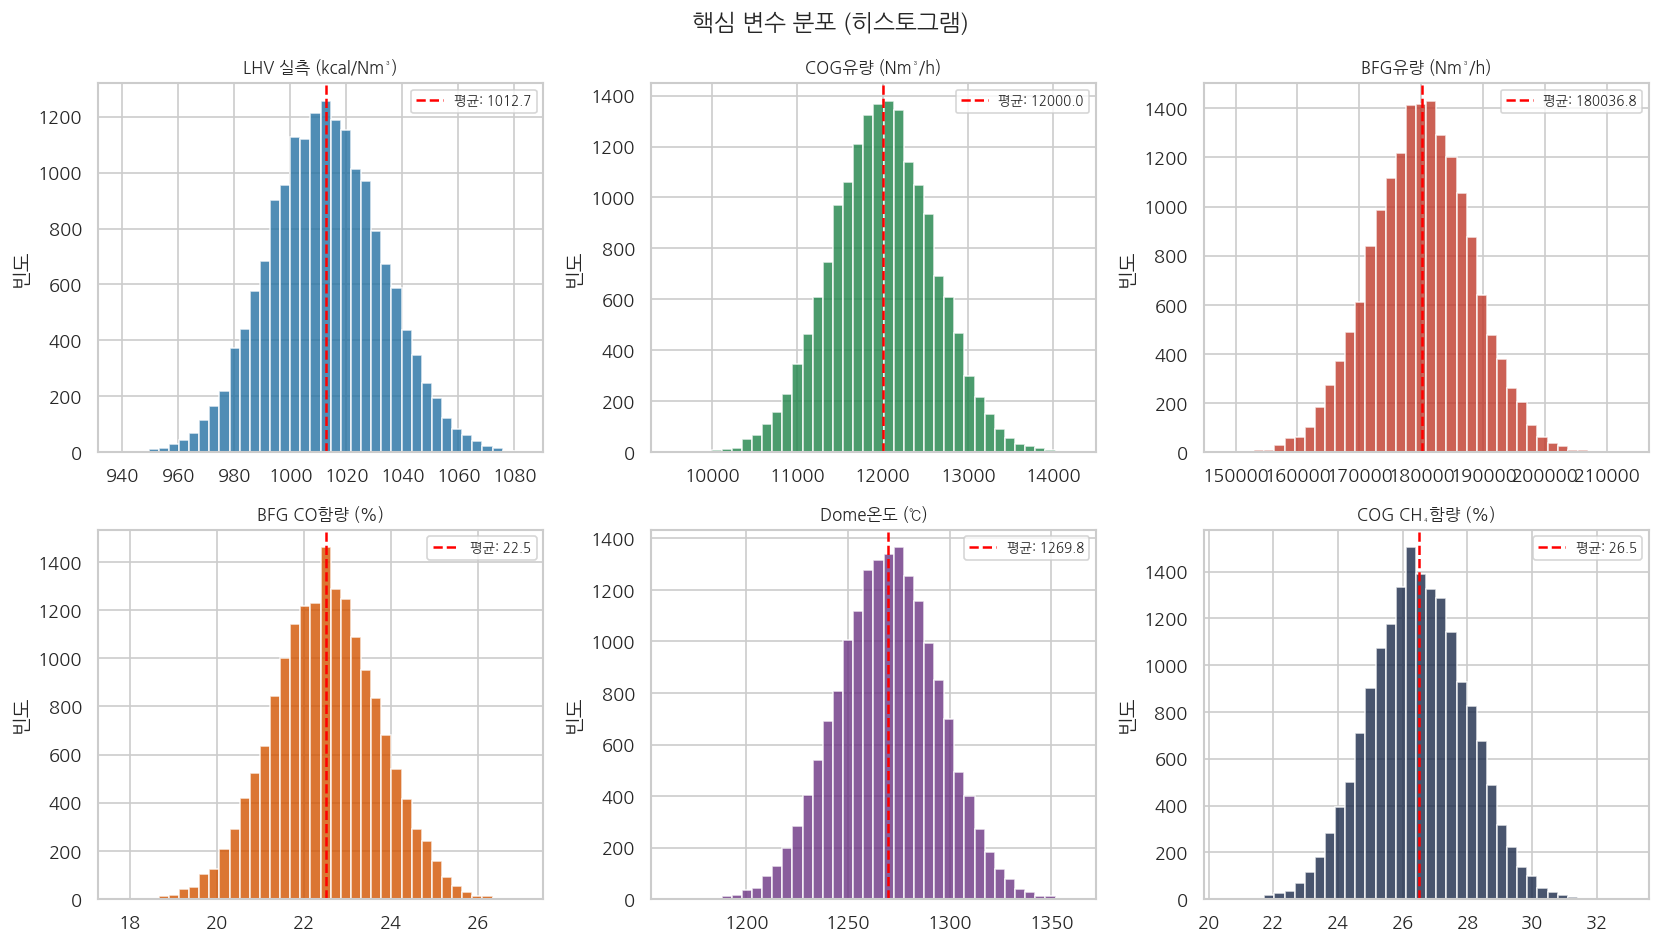 핵심 변수 분포 (히스토그램)
LHV 실측 (kcal/Nm³)
평균: 1012.7
빈도
1200
1000
800
600
400
200
0
940 960 980 1000 1020 1040 1060 1080
COG유량 (Nm³/h)
평균: 12000.0
빈도
1400
1200
1000
800
600
400
200
0
10000 11000 12000 13000 14000
BFG유량 (Nm³/h)
평균: 180036.8
빈도
1400
1200
1000
800
600
400
200
0
150000 160000 170000 180000 190000 200000 210000
BFG CO함량 (%)
평균: 22.5
빈도
1400
1200
1000
800
600
400
200
0
18 20 22 24 26
Dome온도 (℃)
평균: 1269.8
빈도
1400
1200
1000
800
600
400
200
0
1200 1250 1300 1350
COG CH₄함량 (%)
평균: 26.5
빈도
1400
1200
1000
800
600
400
200
0
20 22 24 26 28 30 32